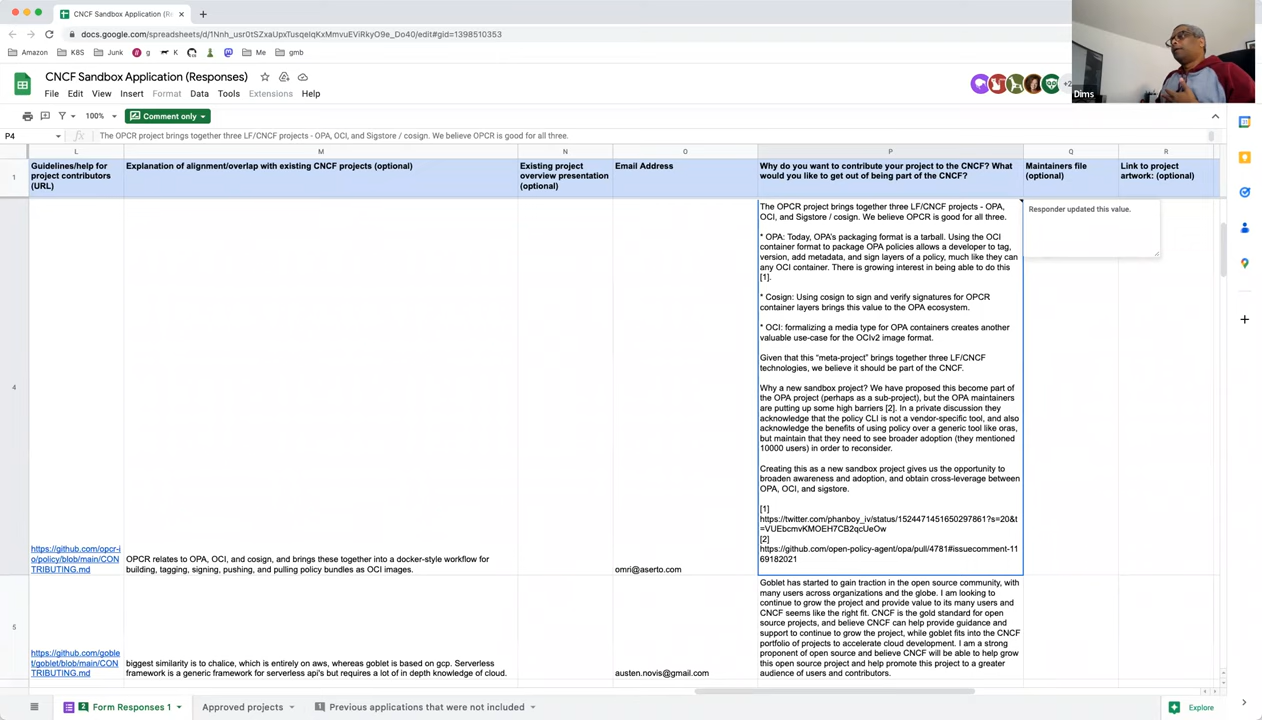 CNCF Sandbox Application (Re
docs.google.com/spreadsheets/d/1Nnh_usr0tSZxaUpxTusqeIqKxMmvuEViRkyO9e_Do40/edit#gid=1398510353
Amazon
K8S
Junk
g
K
Me
gmb
CNCF Sandbox Application (Responses)
File Edit View Insert Format Data Tools Extensions Help
+2
Dims
100%
Comment only
P4
The OPCR project brings together three LF/CNCF projects - OPA, OCI, and Sigstore / cosign. We believe OPCR is good for all three.
L M N O P Q R
1
Guidelines/help for
project contributors
(URL)
Explanation of alignment/overlap with existing CNCF projects (optional)
Existing project
overview presentation
(optional)
Email Address
Why do you want to contribute your project to the CNCF? What
would you like to get out of being part of the CNCF?
Maintainers file
(optional)
Link to project
artwork: (optional)
4
https://github.com/opcr-i
o/policy/blob/main/CON
TRIBUTING.md
OPCR relates to OPA, OCI, and cosign, and brings these together into a docker-style workflow for
building, tagging, signing, pushing, and pulling policy bundles as OCI images.
omri@aserto.com
The OPCR project brings together three LF/CNCF projects - OPA,
OCI, and Sigstore / cosign. We believe OPCR is good for all three.
* OPA: Today, OPA's packaging format is a tarball. Using the OCI
container format to package OPA policies allows a developer to tag,
version, add metadata, and sign layers of a policy, much like they can
any OCI container. There is growing interest in being able to do this
[1].
* Cosign: Using cosign to sign and verify signatures for OPCR
container layers brings this value to the OPA ecosystem.
* OCI: formalizing a media type for OPA containers creates another
valuable use-case for the OCIv2 image format.
Given that this “meta-project” brings together three LF/CNCF
technologies, we believe it should be part of the CNCF.
Why a new sandbox project? We have proposed this become part of
the OPA project (perhaps as a sub-project), but the OPA maintainers
are putting up some high barriers [2]. In a private discussion they
acknowledge that the policy CLI is not a vendor-specific tool, and also
acknowledge the benefits of using policy over a generic tool like oras,
but maintain that they need to see broader adoption (they mentioned
10000 users) in order to reconsider.
Creating this as a new sandbox project gives us the opportunity to
broaden awareness and adoption, and obtain cross-leverage between
OPA, OCI, and sigstore.
[1]
https://twitter.com/phanboy_iv/status/1524471451650297861?s=20&t
=VUEbcmvKMOEH7CB2qcUeOw
[2]
https://github.com/open-policy-agent/opa/pull/4781#issuecomment-11
69182021
Responder updated this value.
5
https://github.com/goble
t/goblet/blob/main/CON
TRIBUTING.md
biggest similarity is to chalice, which is entirely on aws, whereas goblet is based on gcp. Serverless
framework is a generic framework for serverless api's but requires a lot of in depth knowledge of cloud.
austen.novis@gmail.com
Goblet has started to gain traction in the open source community, with
many users across organizations and the globe. I am looking to
continue to grow the project and provide value to its many users and
CNCF seems like the right fit. CNCF is the gold standard for open
source projects, and believe CNCF can help provide guidance and
support to continue to grow the project, while goblet fits into the CNCF
portfolio of projects to accelerate cloud development. I am a strong
proponent of open source and believe CNCF will be able to help grow
this open source project and help promote this project to a greater
audience of users and contributors.
2 Form Responses 1
Approved projects
1 Previous applications that were not included
Explore